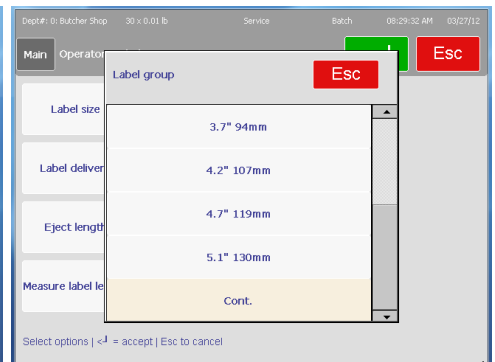 Dept#: 0: Butcher Shop 30 x 0.01 lb Service Batch 08:29:32 AM 03/27/12
Main Operator Esc
Label group Esc
Label size
3.7" 94mm
Label deliver
4.2" 107mm
4.7" 119mm
Eject length
5.1" 130mm
Measure label le
Cont.
Select options | <┘ = accept | Esc to cancel